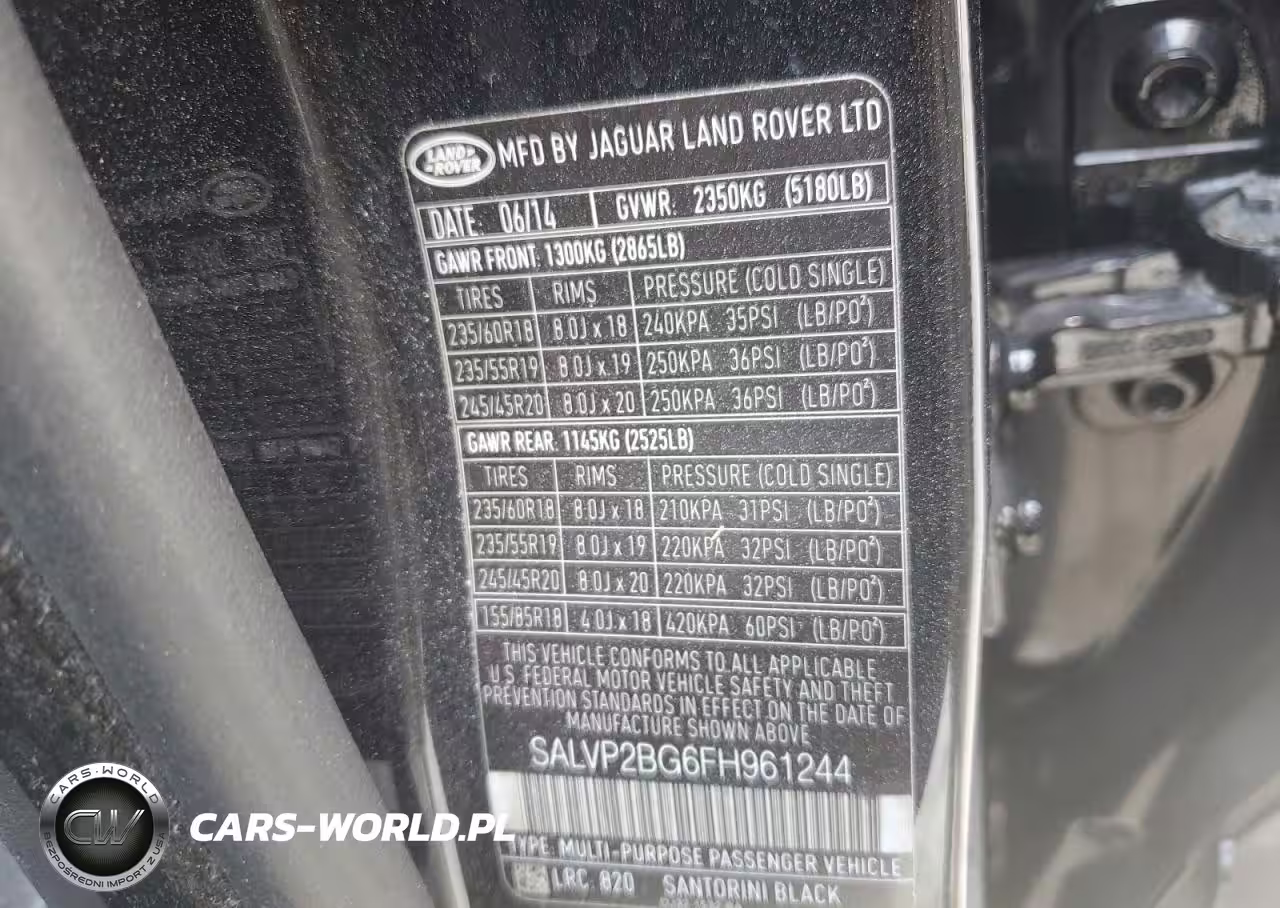 LAND ROVER MFD BY JAGUAR LAND ROVER LTD
DATE: 06/14 GVWR: 2350KG (5180LB)
GAWR FRONT: 1300KG (2865LB)
TIRES RIMS PRESSURE (COLD SINGLE)
235/60R18 8.0J x 18 240KPA 35PSI (LB/PO²)
235/55R19 8.0J x 19 250KPA 36PSI (LB/PO²)
245/45R20 8.0J x 20 250KPA 36PSI (LB/PO²)
GAWR REAR: 1145KG (2525LB)
TIRES RIMS PRESSURE (COLD SINGLE)
235/60R18 8.0J x 18 210KPA 31PSI (LB/PO²)
235/55R19 8.0J x 19 220KPA 32PSI (LB/PO²)
245/45R20 8.0J x 20 220KPA 32PSI (LB/PO²)
155/85R18 4.0J x 18 420KPA 60PSI (LB/PO²)
THIS VEHICLE CONFORMS TO ALL APPLICABLE
U.S. FEDERAL MOTOR VEHICLE SAFETY AND THEFT
PREVENTION STANDARDS IN EFFECT ON THE DATE OF
MANUFACTURE SHOWN ABOVE
SALVP2BG6FH961244
TYPE: MULTI-PURPOSE PASSENGER VEHICLE
LRC: 820 SANTORINI BLACK
CARS-WORLD
CW
BEZPOŚREDNI IMPORT Z USA
CARS-WORLD.PL